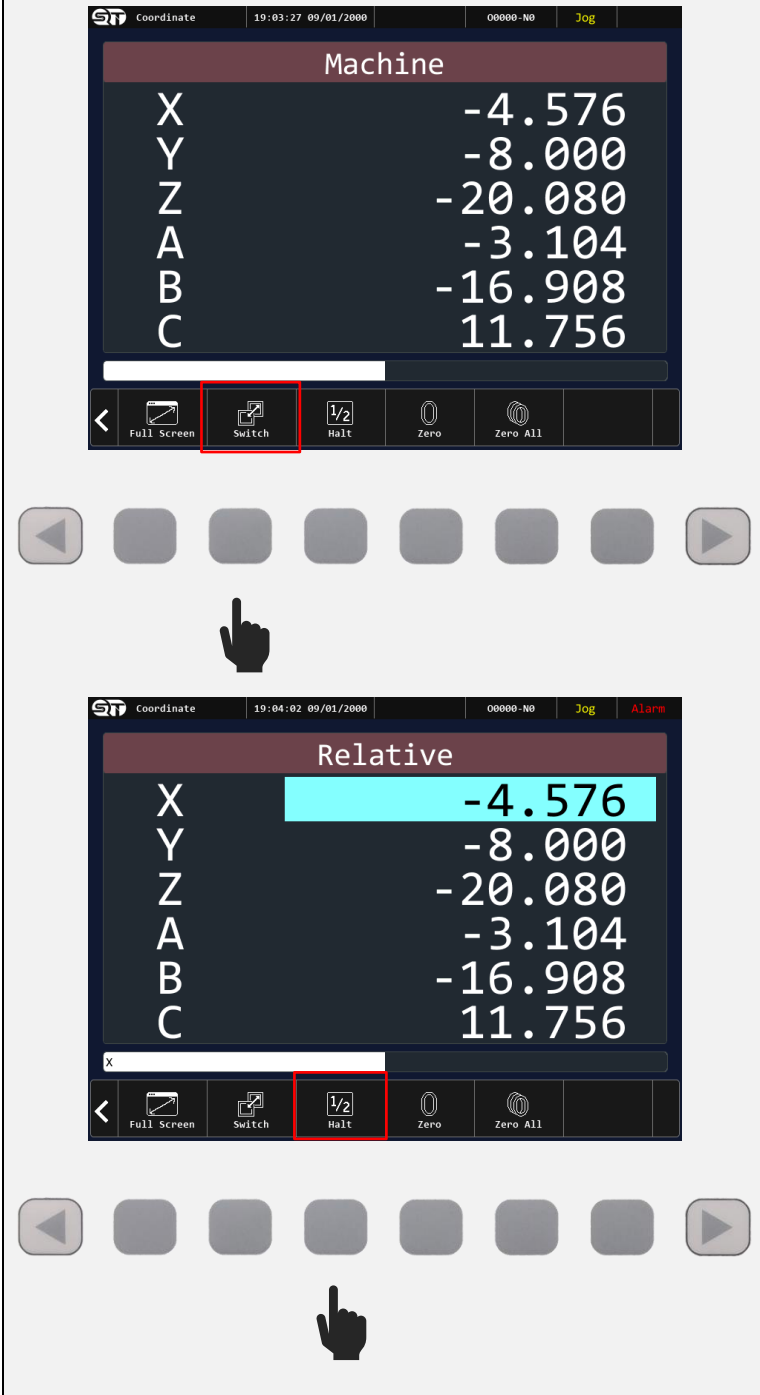 Coordinate 19:03:27 09/01/2000 O0000-N0 Jog
Machine
X -4.576
Y -8.000
Z -20.080
A -3.104
B -16.908
C 11.756
Full Screen Switch 1/2 Halt Zero Zero All
Coordinate 19:04:02 09/01/2000 O0000-N0 Jog Alarm
Relative
X -4.576
Y -8.000
Z -20.080
A -3.104
B -16.908
C 11.756
X
Full Screen Switch 1/2 Halt Zero Zero All